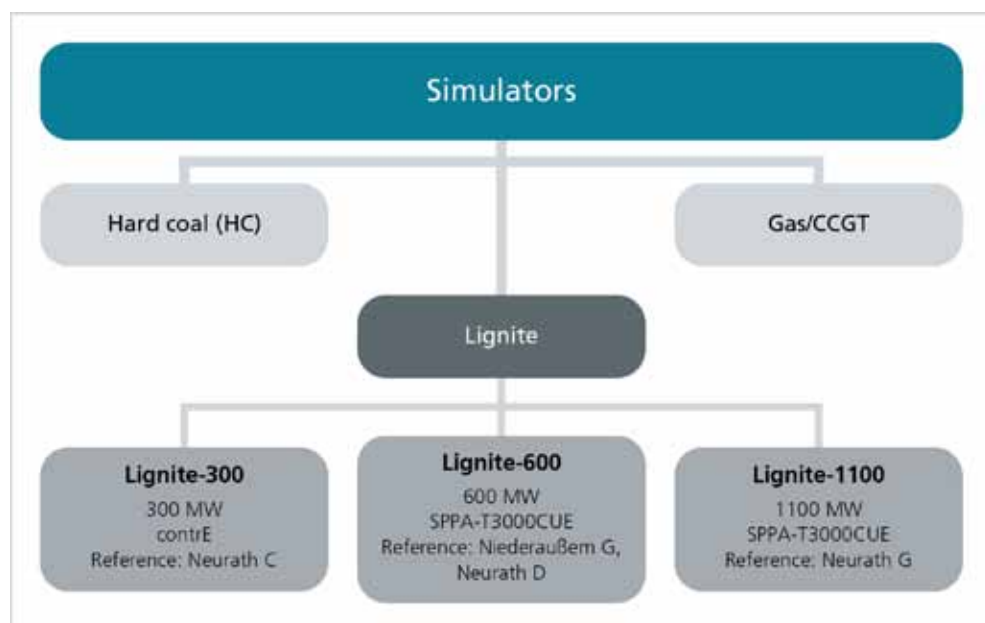 Simulators
Hard coal (HC)
Gas/CCGT
Lignite
Lignite-300
300 MW
contrE
Reference: Neurath C
Lignite-600
600 MW
SPPA-T3000CUE
Reference: Niederaußem G,
Neurath D
Lignite-1100
1100 MW
SPPA-T3000CUE
Reference: Neurath G